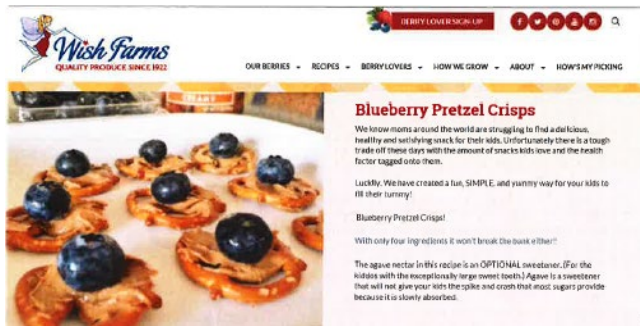 BERRY LOVER SIGN-UP
Wish Farms
QUALITY PRODUCE SINCE 1922
OUR BERRIES RECIPES BERRY LOVERS HOW WE GROW ABOUT HOW'S MY PICKING
Blueberry Pretzel Crisps
We know moms around the world are struggling to find a delicious,
healthy and satisfying snack for their kids. Unfortunately there is a tough
trade off these days with the amount of snacks kids love and the health
factor tagged onto them.
Luckily, We have created a fun, SIMPLE, and yummy way for your kids to
fill their tummy!
Blueberry Pretzel Crisps!
With only four ingredients it won't break the bank either!
The agave nectar in this recipe is an OPTIONAL sweetener. (For the
kiddos with the exceptionally large sweet tooth.) Agave is a sweetener
that will not give your kids the spike and crash that most sugars provide
because it is slowly absorbed.